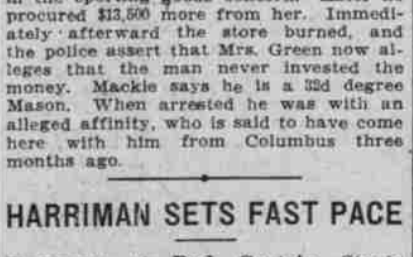 procured $13,500 more from her. Immedi-
ately afterward the store burned, and
the police assert that Mrs. Green now al-
leges that the man never invested the
money. Mackie says he is a 32d degree
Mason. When arrested he was with an
alleged affinity, who is said to have come
here with him from Columbus three
months ago.
HARRIMAN SETS FAST PACE